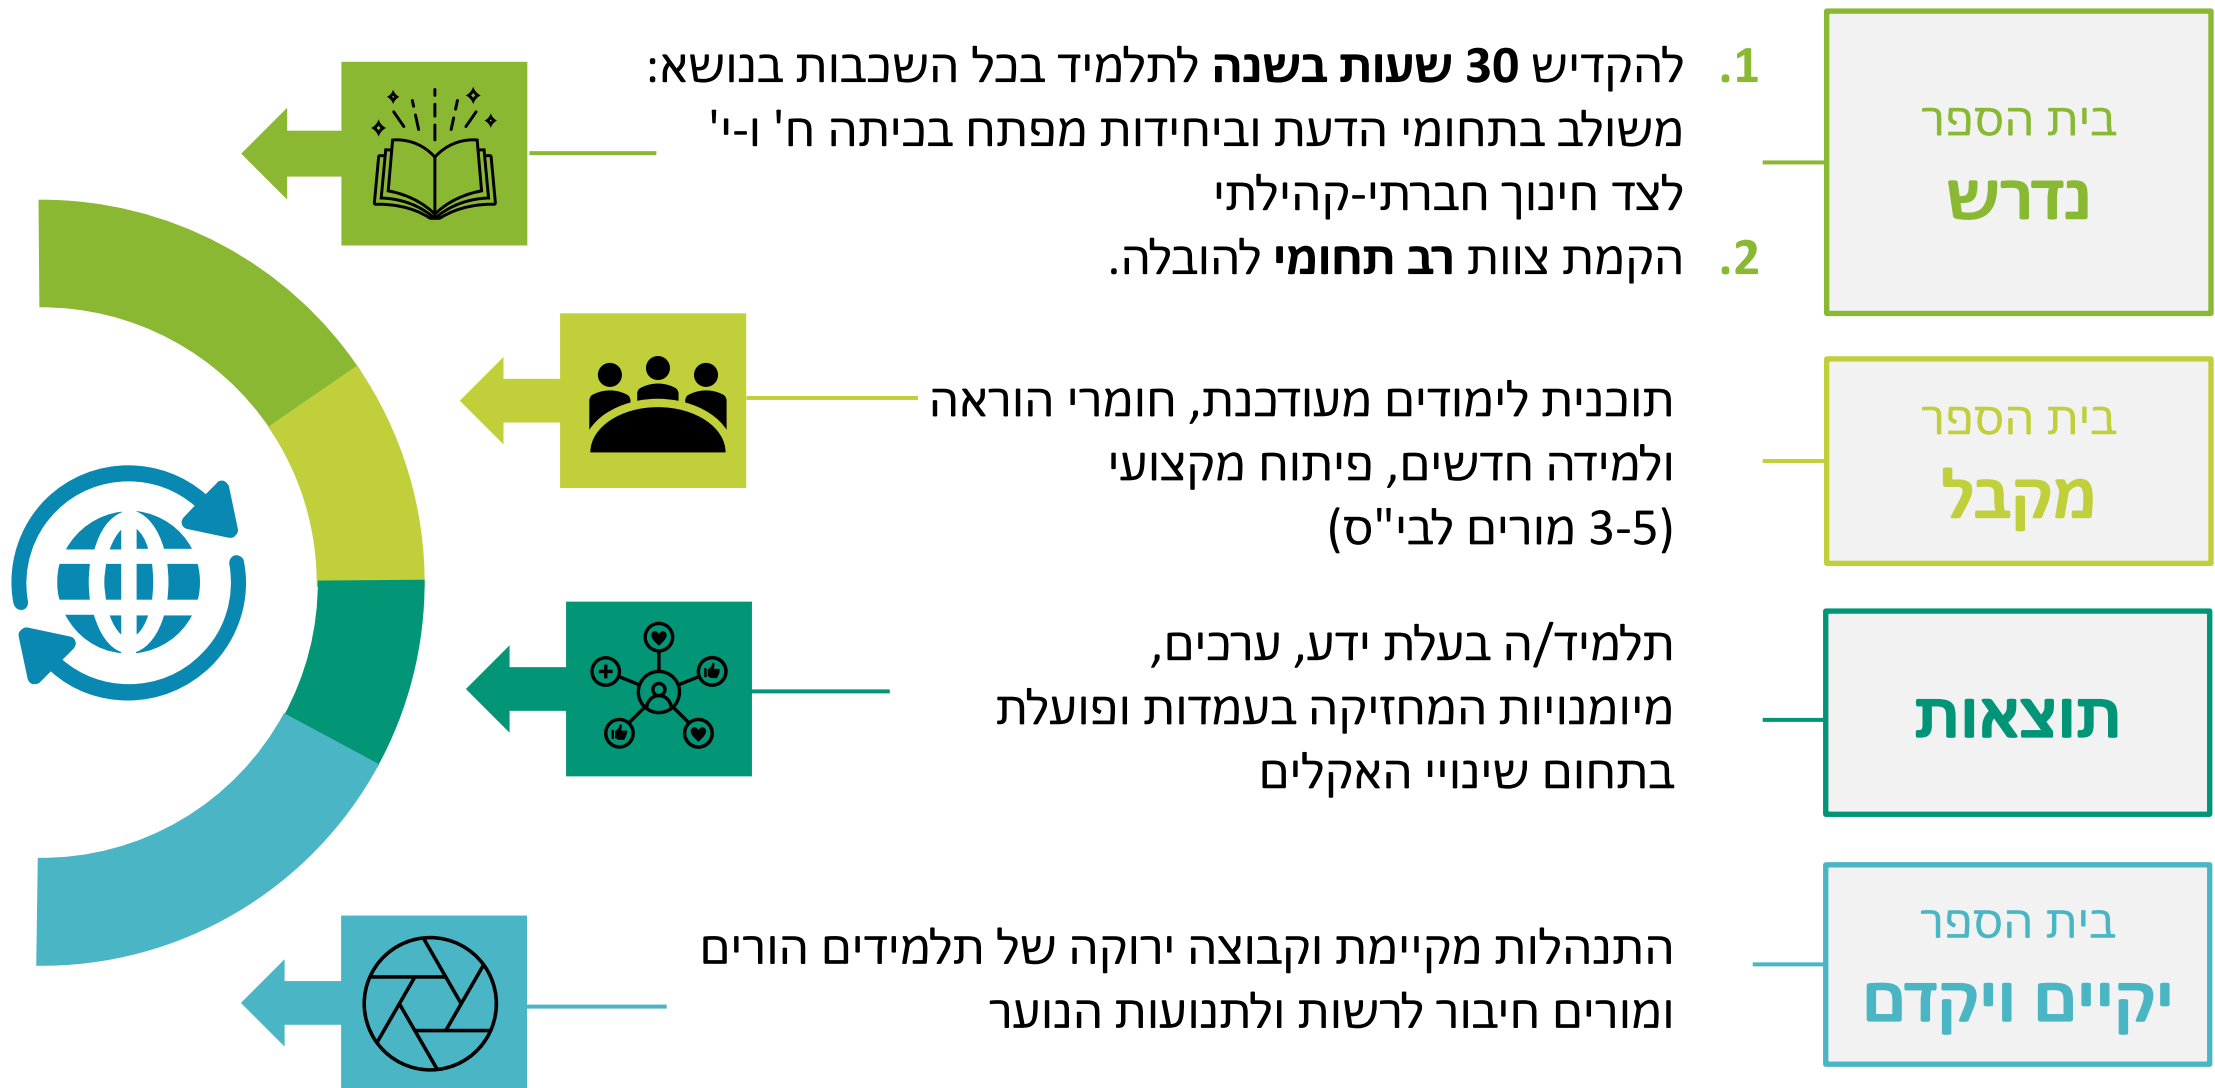 בית הספר
נדרש
1. להקדיש 30 שעות בשנה לתלמיד בכל השכבות בנושא:
משולב בתחומי הדעת וביחידות מפתח בכיתה ח' ו-י'
לצד חינוך חברתי-קהילתי
2. הקמת צוות רב תחומי להובלה.
בית הספר
מקבל
תוכנית לימודים מעודכנת, חומרי הוראה
ולמידה חדשים, פיתוח מקצועי
(3-5 מורים לבי"ס)
תוצאות
תלמיד/ה בעלת ידע, ערכים,
מיומנויות המחזיקה בעמדות ופועלת
בתחום שינויי האקלים
בית הספר
יקיים ויקדם
התנהלות מקיימת וקבוצה ירוקה של תלמידים הורים
ומורים חיבור לרשות ולתנועות הנוער